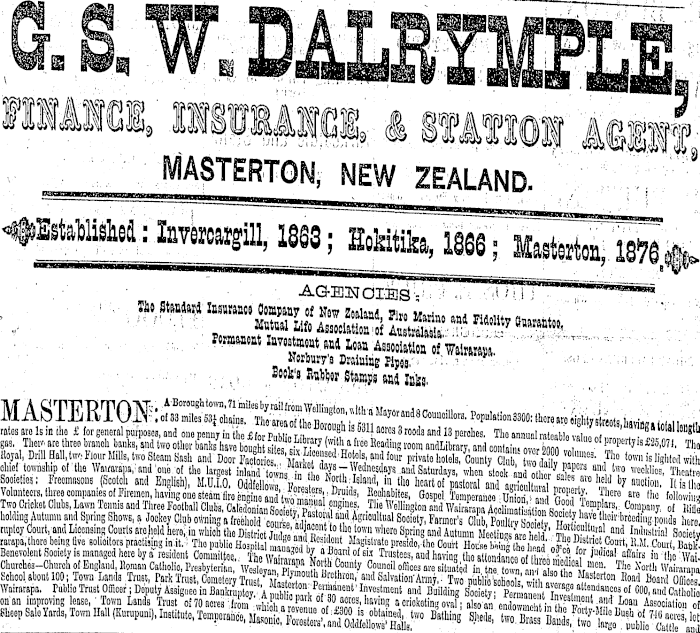 G. S. W. DALRYMPLE,
FINANCE, INSURANCE, & STATION AGENT,
MASTERTON, NEW ZEALAND.
Established: Invercargill, 1863; Hokitika, 1866; Masterton, 1876.
AGENCIES:
The Standard Insurance Company of New Zealand, Fire Marine and Fidelity Guarantee.
Mutual Life Association of Australasia.
Permanent Investment and Loan Association of Wairarapa.
Norbury's Draining Pipes.
Book's Rubber Stamps and Inks.
MASTERTON: A Borough town, 71 miles by rail from Wellington, with a Mayor and 8 Councillors. Population 3300: there are eighty streets, having a total length
of 33 miles 53½ chains. The area of the Borough is 5311 acres 3 roods and 13 perches. The annual rateable value of property is £25,071. The
rates are 1s in the £ for general purposes, and one penny in the £ for Public Library (with a free Reading room and Library, and contains over 2000 volumes. The town is lighted with
gas. There are three branch banks, and two other banks have bought sites, six Licensed Hotels, and four private hotels, County Club, two daily papers and two weeklies, Theatre
Royal, Drill Hall, two Flour Mills, two Steam Sash and Door Factories. Market days—Wednesdays and Saturdays, when stock and other sales are held by auction. It is the
chief township of the Wairarapa, and one of the largest inland towns in the North Island, in the heart of pastoral and agricultural property. There are the following
Societies: Freemasons (Scotch and English), M.U.I.O. Oddfellows, Foresters, Druids, Rechabites, Gospel Temperance Union, and Good Templars, Company of Rifle
Volunteers, three companies of Firemen, having one steam fire engine and two manual engines. The Wellington and Wairarapa Acclimatisation Society have their breeding ponds here.
Two Cricket Clubs, Lawn Tennis and Three Football Clubs, Caledonian Society, Pastoral and Agricultural Society, Farmer's Club, Poultry Society, Horticultural and Industrial Society
holding Autumn and Spring Shows, a Jockey Club owning a freehold course, adjacent to the town where Spring and Autumn Meetings are held. The District Court, R.M. Court, Bank-
ruptcy Court, and Licensing Courts are held here, in which the District Judge and Resident Magistrate preside, the Court House being the head office for judical affairs in the Wai-
rarapa, there being five solicitors practising in it. The public Hospital managed by a Board of six Trustees, and having the attendance of three medical men. The North Wairarapa
Benevolent Society is managed here by a resident Committee. The Wairarapa North County Council offices are situated in the town, and also the Masterton Road Board Offices.
Churches—Church of England, Roman Catholic, Presbyterian, Wesleyan, Plymouth Brethren, and Salvation Army. Two public schools, with average attendances of 600, and Catholic
School about 100; Town Lands Trust, Park Trust, Cemetery Trust, Masterton Permanent Investment and Building Society; Permanent Investment and Loan Association of
Wairarapa. Public Trust Officer; Deputy Assignee in Bankruptcy. A public park of 30 acres, having a cricketing oval; also an endowment in the Forty-Mile Bush of 746 acres, let
on an improving lease, Town Lands Trust of 70 acres from which a revenue of £300 is obtained, two Bathing Sheds, two Brass Bands, two large public Cattle and
Sheep Sale Yards, Town Hall (Kurupuni), Institute, Temperance, Masonic, Foresters', and Oddfellows' Halls.